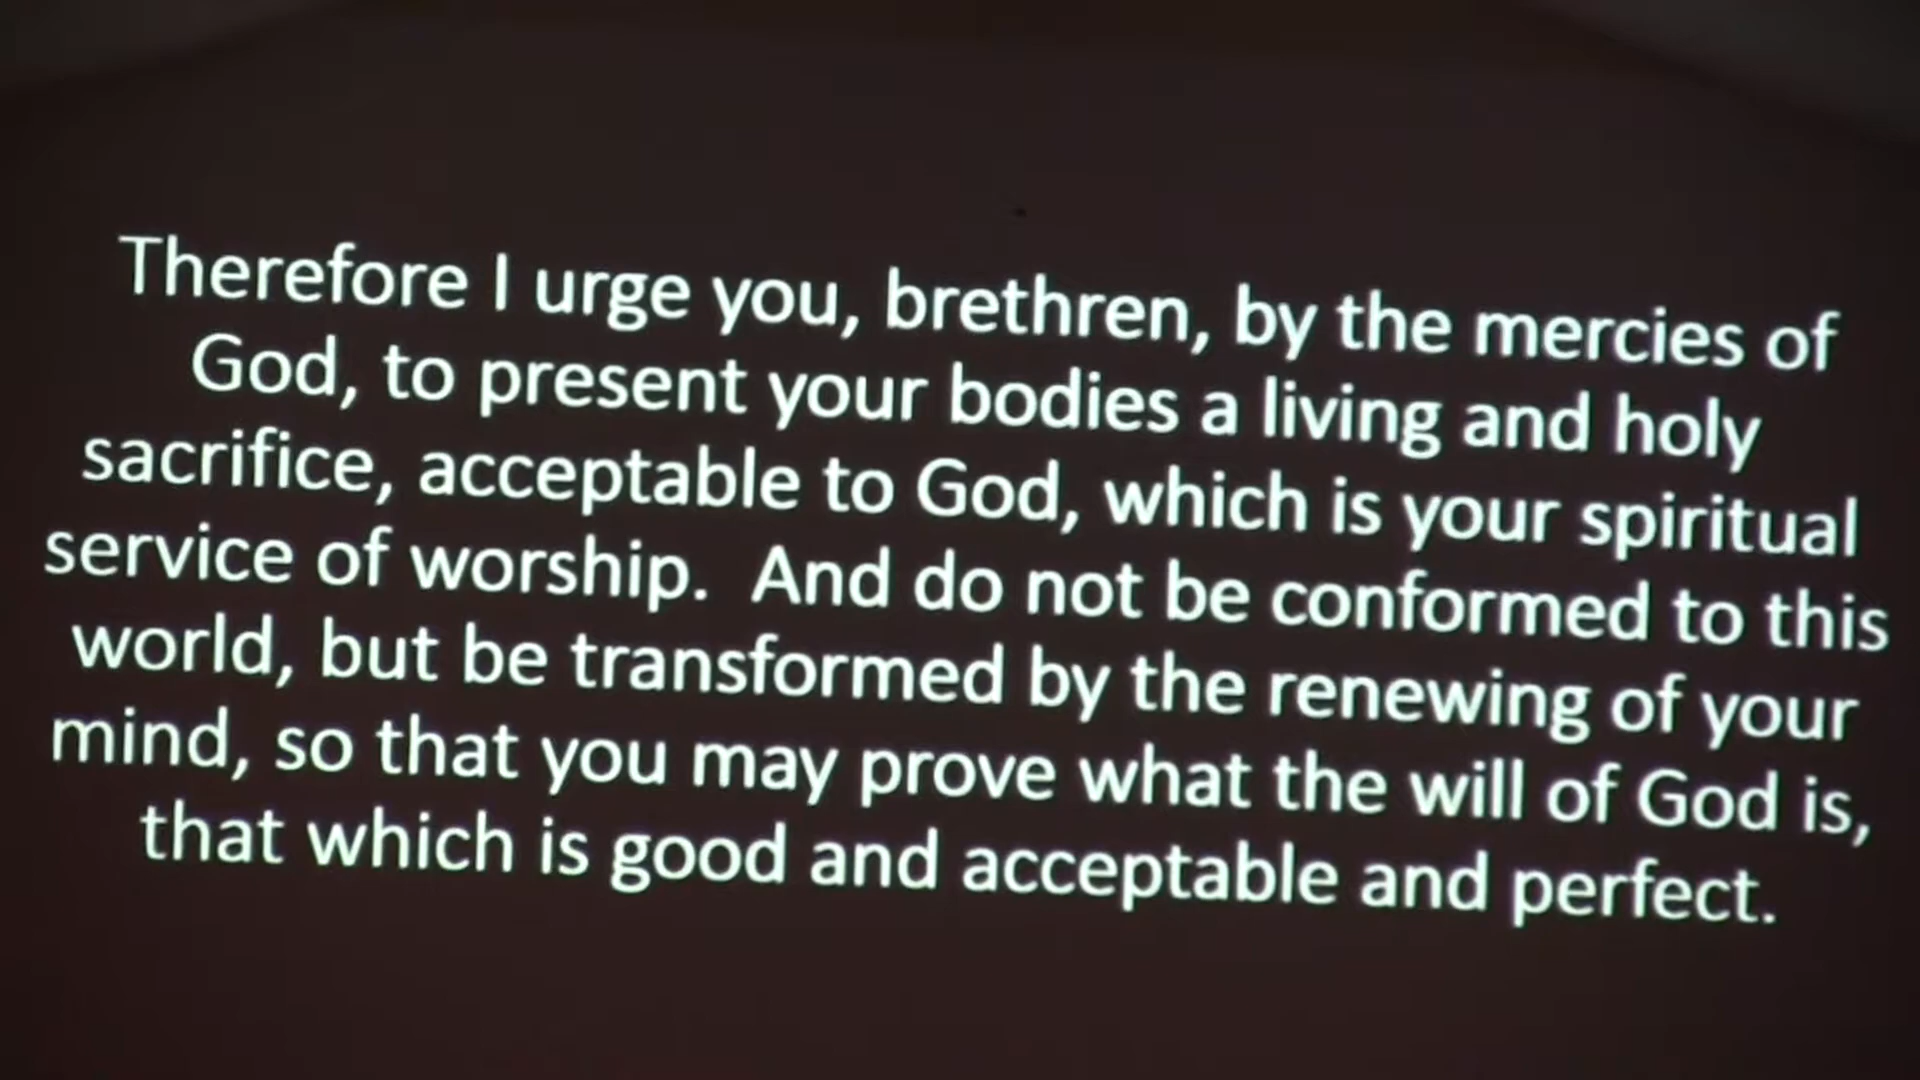 Therefore I urge you, brethren, by the mercies of
God, to present your bodies a living and holy
sacrifice, acceptable to God, which is your spiritual
service of worship.  And do not be conformed to this
world, but be transformed by the renewing of your
mind, so that you may prove what the will of God is,
that which is good and acceptable and perfect.